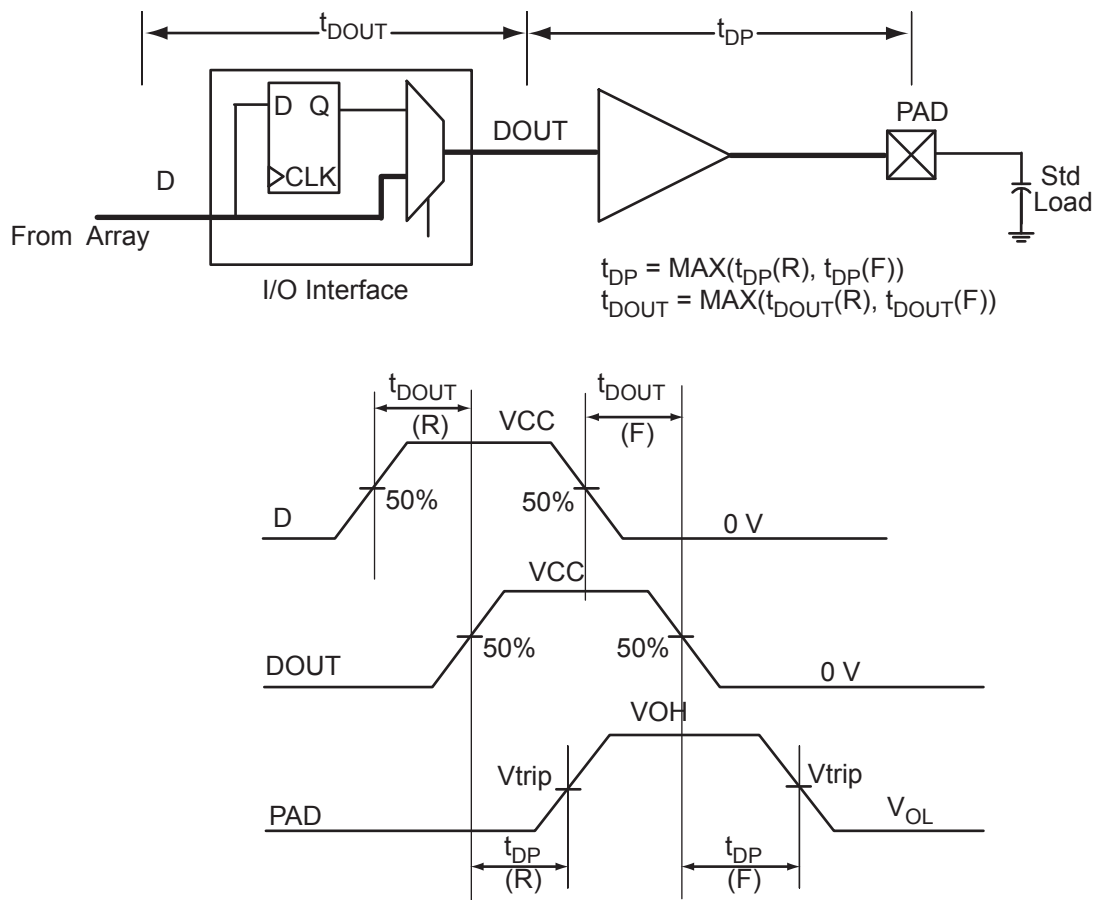 tDOUT
tDP
D Q
CLK
DOUT
PAD
D
Std
Load
From Array
I/O Interface
tDP = MAX(tDP(R), tDP(F))
tDOUT = MAX(tDOUT(R), tDOUT(F))
tDOUT
(R)
VCC
tDOUT
(F)
50%
50%
D
0 V
VCC
50%
50%
DOUT
0 V
VOH
Vtrip
Vtrip
PAD
VOL
tDP
(R)
tDP
(F)